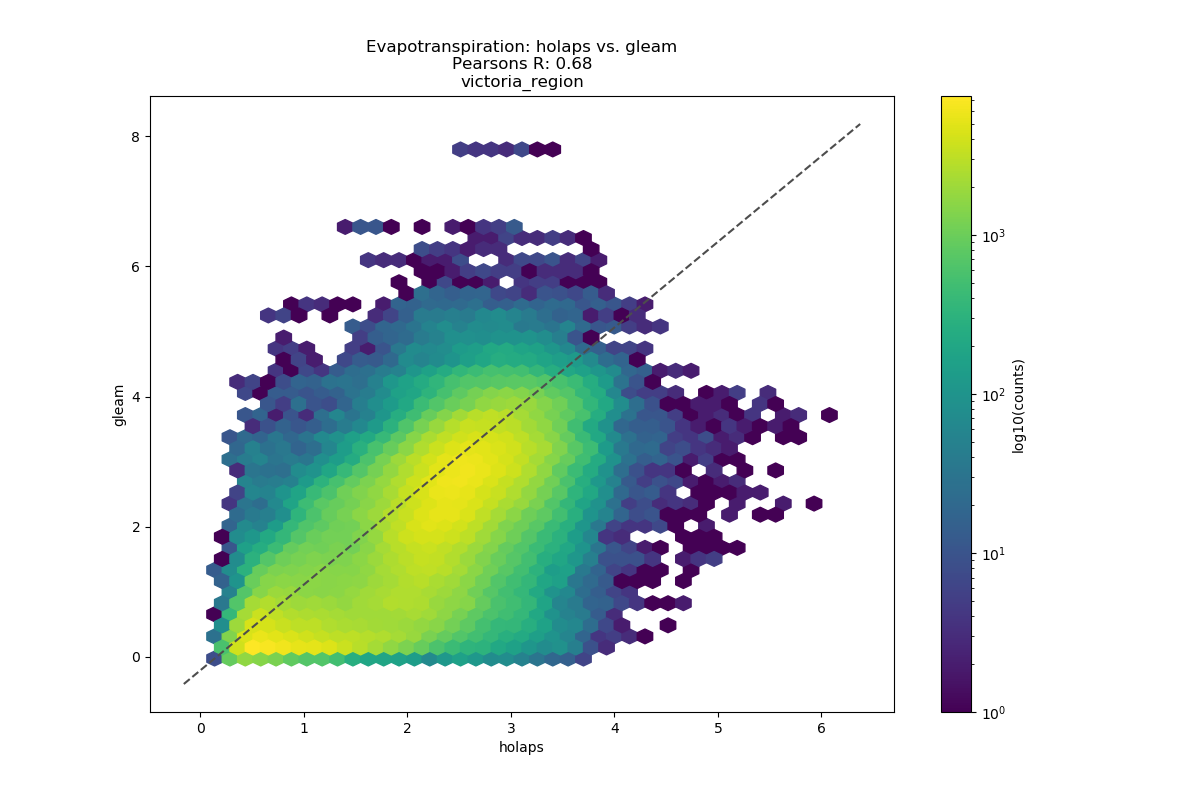 Evapotranspiration: holaps vs. gleam
Pearsons R: 0.68
victoria_region
8
6
4
2
0
gleam
0 1 2 3 4 5 6
holaps
10^3
10^2
10^1
10^0
log10(counts)